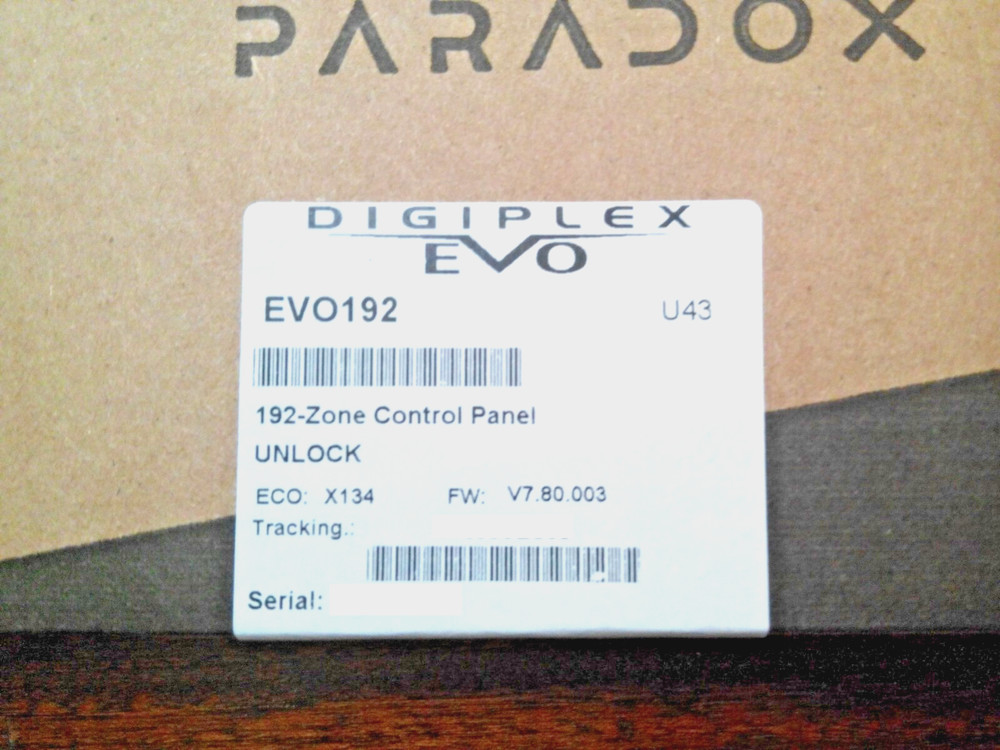 PARADOX
DIGIPLEX
EVO
EVO192 U43
192-Zone Control Panel
UNLOCK
ECO: X134 FW: V7.80.003
Tracking.:
Serial: